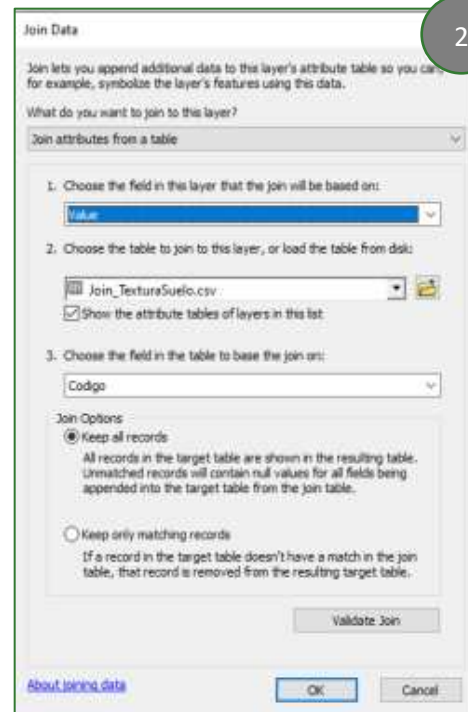 Join Data
2
Join lets you append additional data to this layer's attribute table so you can,
for example, symbolize the layer's features using this data.
What do you want to join to this layer?
Join attributes from a table
1. Choose the field in this layer that the join will be based on:
Value
2. Choose the table to join to this layer, or load the table from disk:
Join_TexturaSuelo.csv
Show the attribute tables of layers in this list
3. Choose the field in the table to base the join on:
Codigo
Join Options
Keep all records
All records in the target table are shown in the resulting table.
Unmatched records will contain null values for all fields being
appended into the target table from the join table.
Keep only matching records
If a record in the target table doesn't have a match in the join
table, that record is removed from the resulting target table.
Validate Join
About joining data
OK
Cancel